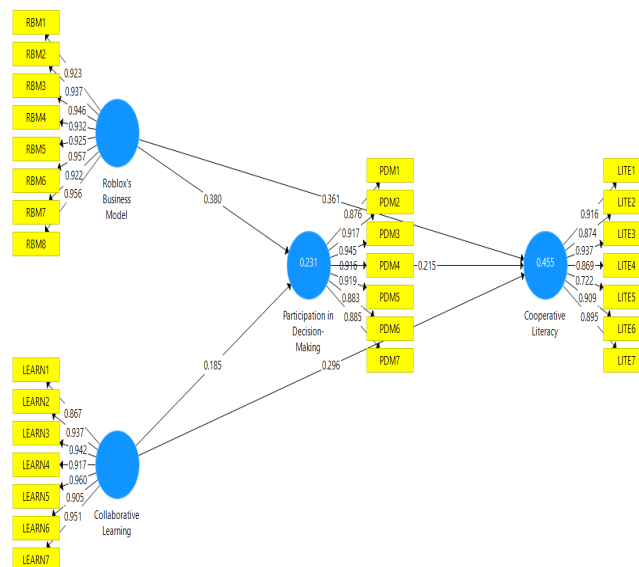 RBM1
RBM2
RBM3
RBM4
RBM5
RBM6
RBM7
RBM8
0.923
0.937
0.946
0.932
0.925
0.957
0.922
0.956
Roblox's
Business
Model
0.380
0.361
PDM1
PDM2
PDM3
PDM4
PDM5
PDM6
PDM7
0.876
0.917
0.945
0.916
0.919
0.883
0.885
0.231
Participation in
Decision-
Making
0.215
LITE1
LITE2
LITE3
LITE4
LITE5
LITE6
LITE7
0.916
0.874
0.937
0.869
0.722
0.909
0.895
0.455
Cooperative
Literacy
0.185
0.296
LEARN1
LEARN2
LEARN3
LEARN4
LEARN5
LEARN6
LEARN7
0.867
0.937
0.942
0.917
0.960
0.905
0.951
Collaborative
Learning